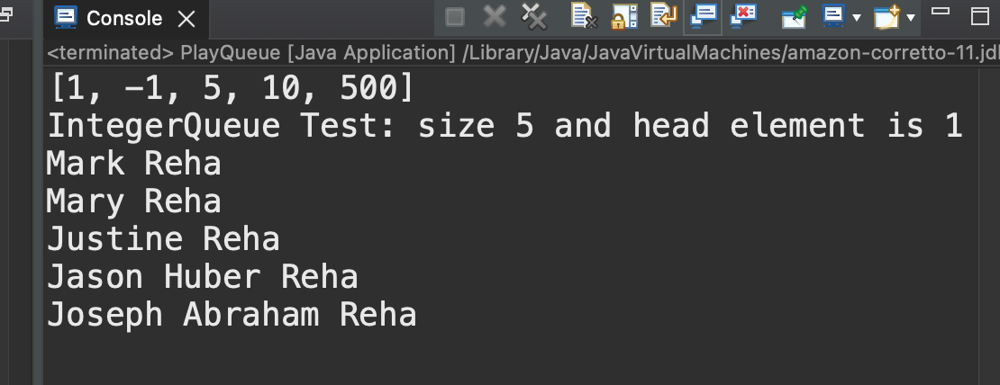 Console
<terminated> PlayQueue [Java Application] /Library/Java/JavaVirtualMachines/amazon-corretto-11.jd
[1, -1, 5, 10, 500]
IntegerQueue Test: size 5 and head element is 1
Mark Reha
Mary Reha
Justine Reha
Jason Huber Reha
Joseph Abraham Reha